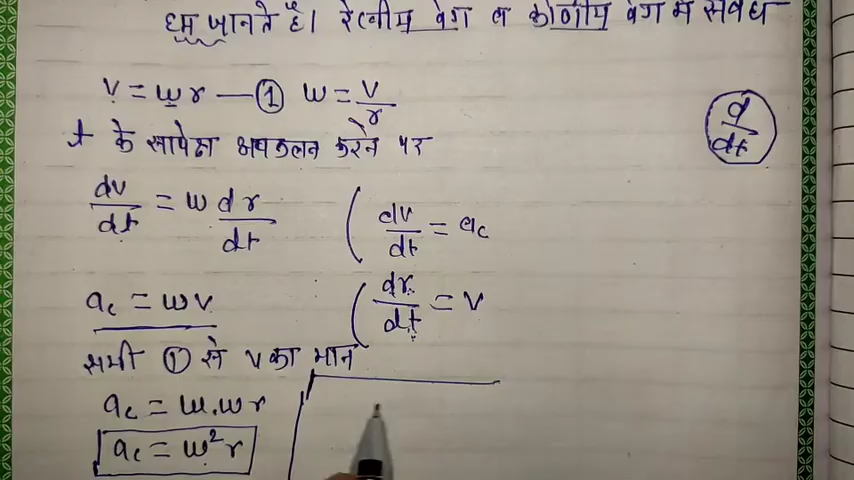 हम जानते है। रेखीय वेग व कोणीय वेग में संबंध
v = ωr — ① ω = v/r
t के सापेक्ष अवकलन करने पर
d/dt
dv/dt = ω dr/dt
( dv/dt = ac
ac = ωv
( dr/dt = v
समी ① से v का मान
ac = ω.ωr
ac = ω²r